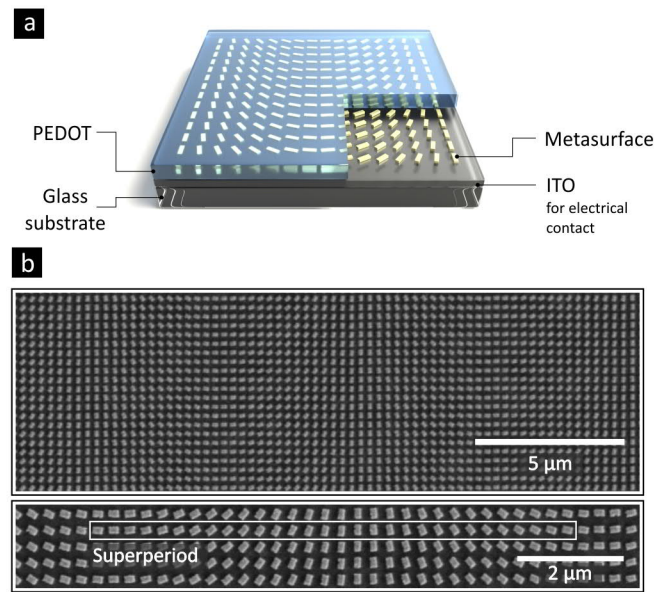 a
PEDOT
Glass
substrate
Metasurface
ITO
for electrical
contact
b
5 µm
Superperiod
2 µm